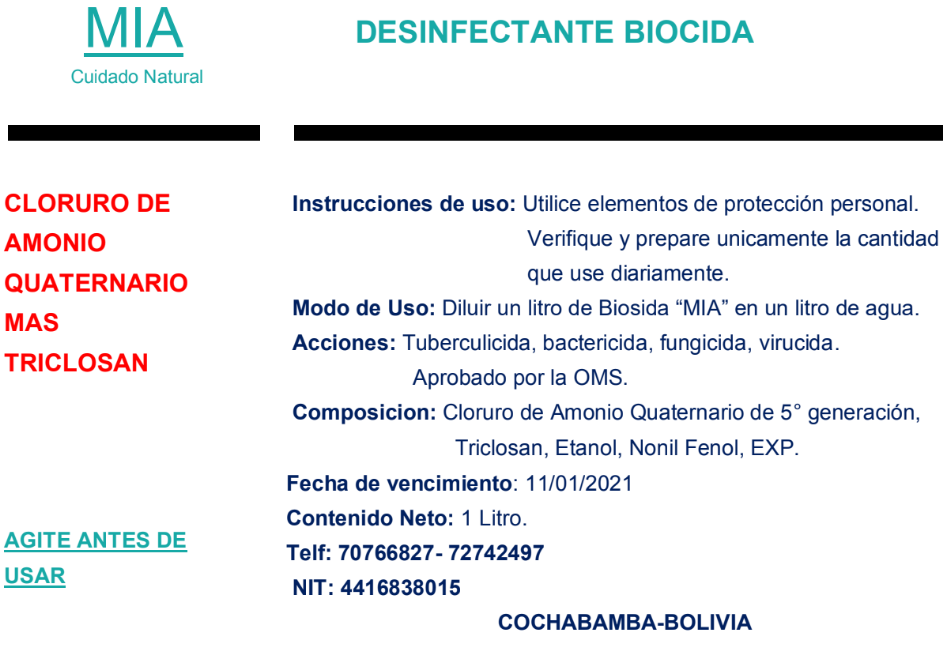 MIA
Cuidado Natural
DESINFECTANTE BIOCIDA
CLORURO DE
AMONIO
QUATERNARIO
MAS
TRICLOSAN
AGITE ANTES DE
USAR
Instrucciones de uso: Utilice elementos de protección personal.
Verifique y prepare unicamente la cantidad
que use diariamente.
Modo de Uso: Diluir un litro de Biosida “MIA” en un litro de agua.
Acciones: Tuberculicida, bactericida, fungicida, virucida.
Aprobado por la OMS.
Composicion: Cloruro de Amonio Quaternario de 5° generación,
Triclosan, Etanol, Nonil Fenol, EXP.
Fecha de vencimiento: 11/01/2021
Contenido Neto: 1 Litro.
Telf: 70766827- 72742497
NIT: 4416838015
COCHABAMBA-BOLIVIA